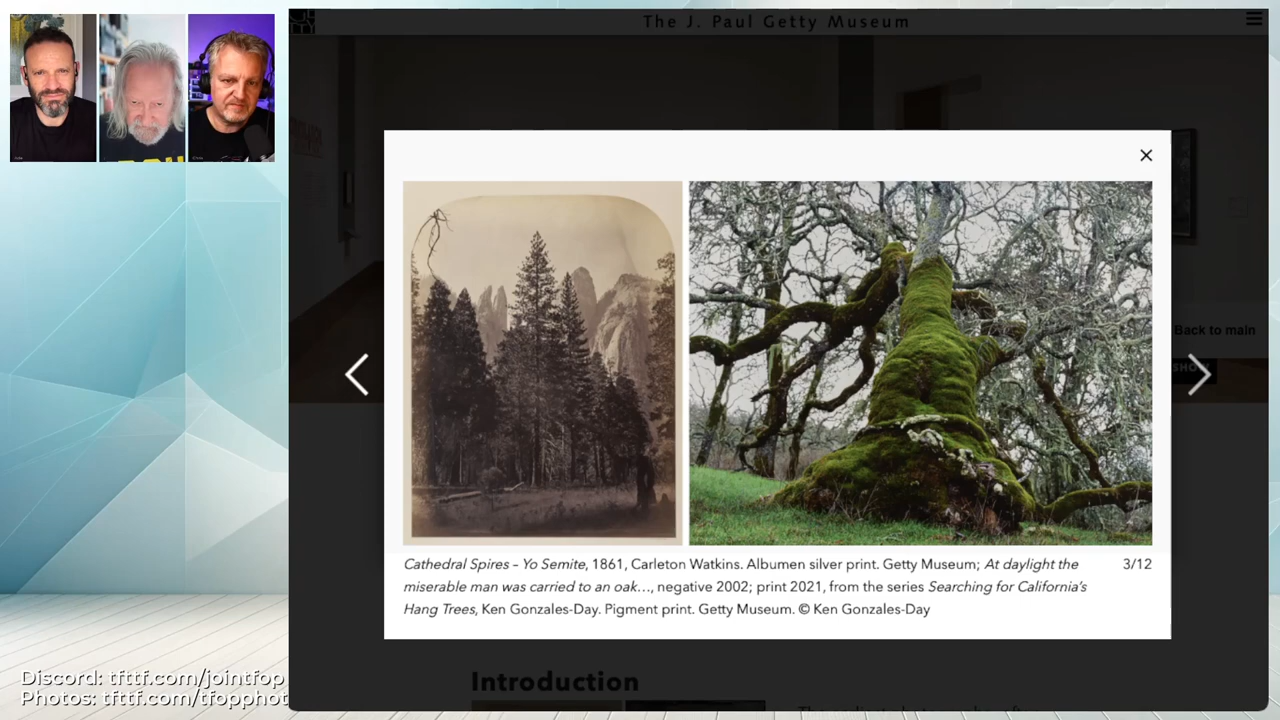 The J. Paul Getty Museum
Back to main
Cathedral Spires – Yo Semite, 1861, Carleton Watkins. Albumen silver print. Getty Museum; At daylight the
miserable man was carried to an oak…, negative 2002; print 2021, from the series Searching for California’s
Hang Trees, Ken Gonzales-Day. Pigment print. Getty Museum. © Ken Gonzales-Day
3/12
Introduction
Discord: tfttf.com/jointfop
Photos: tfttf.com/tfopphot